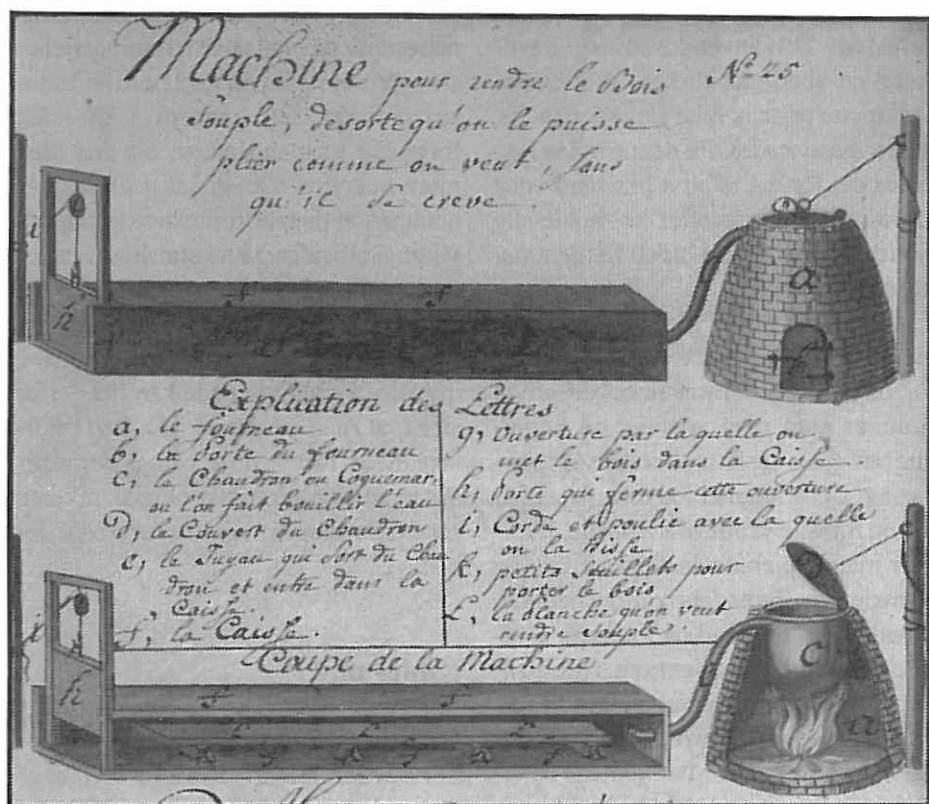 Machine pour rendre le Bois No 25
Souple, desorte qu'on le puisse
plier comme on veut, sans
qu'il se creve.
i
h
f f
a
Explication des Lettres
a, le fourneau
b, la Porte du fourneau
C, le Chaudron ou Coquemar,
ou l'on fait bouillir l'eau
D, le Couvert du Chaudron
e, le Tuyau qui sort du Chau
dron et entre dans la
Caisse.
f, la Caisse.
g, Ouverture par laquelle on
met le bois dans la Caisse.
h, Porte qui ferme cette ouverture
i, Corde et poulie avec la quelle
on la Hisse
k, petits
pour
porter le bois
L, la planche qu'on veut
rendre Souple.
Coupe de la Machine
i
h
f f
L L L
C
a